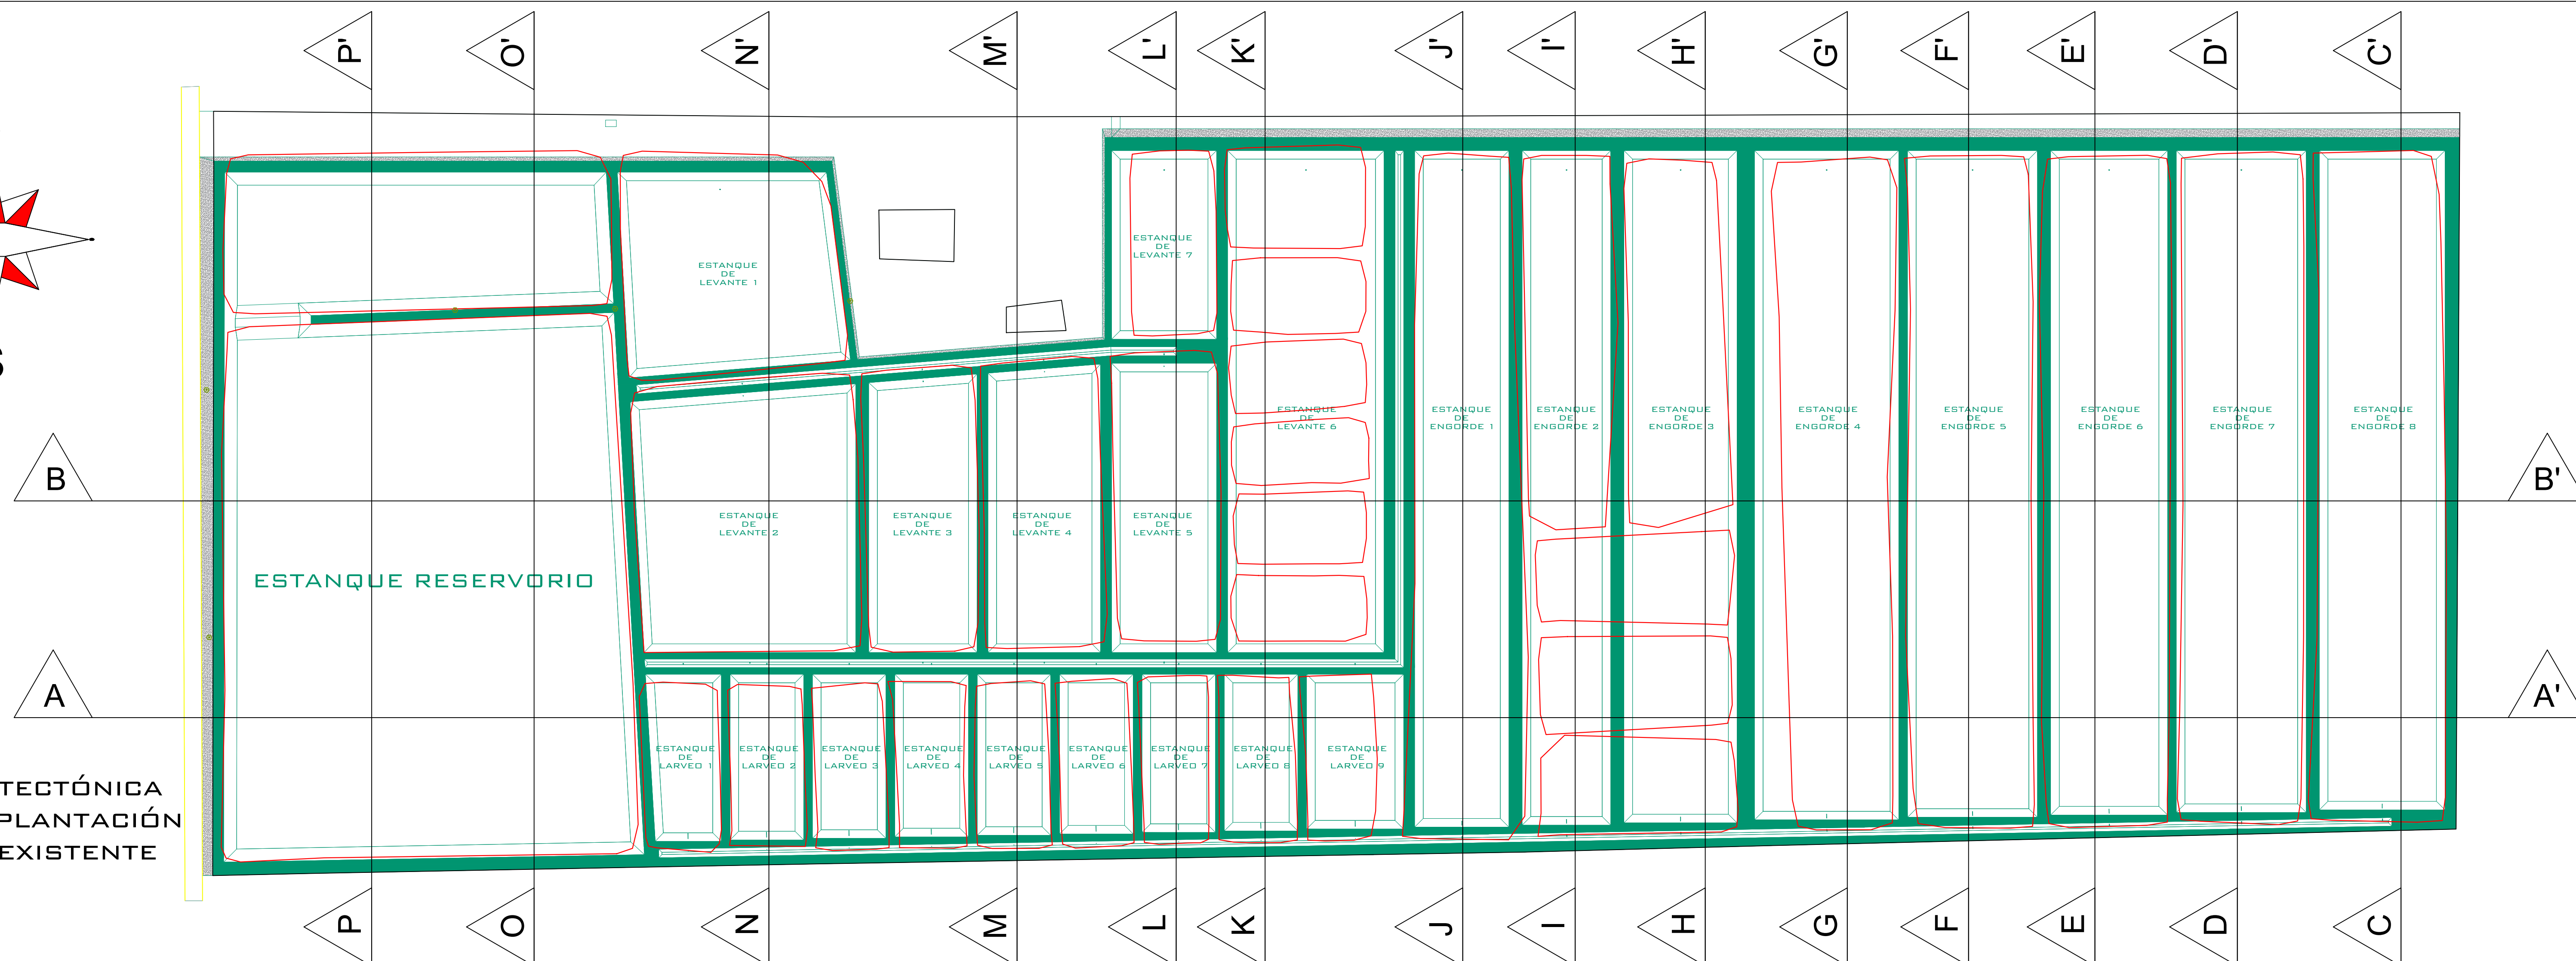 P'
O'
N'
M'
L'
K'
J'
I'
H'
G'
F'
E'
D'
C'
S
ESTANQUE
DE
LEVANTE 1
ESTANQUE
DE
LEVANTE 7
ESTANQUE
DE
LEVANTE 6
ESTANQUE
DE
ENGORDE 1
ESTANQUE
DE
ENGORDE 2
ESTANQUE
DE
ENGORDE 3
ESTANQUE
DE
ENGORDE 4
ESTANQUE
DE
ENGORDE 5
ESTANQUE
DE
ENGORDE 6
ESTANQUE
DE
ENGORDE 7
ESTANQUE
DE
ENGORDE 8
B
B'
ESTANQUE
DE
LEVANTE 2
ESTANQUE
DE
LEVANTE 3
ESTANQUE
DE
LEVANTE 4
ESTANQUE
DE
LEVANTE 5
ESTANQUE RESERVORIO
A
A'
ESTANQUE
DE
LARVEO 1
ESTANQUE
DE
LARVEO 2
ESTANQUE
DE
LARVEO 3
ESTANQUE
DE
LARVEO 4
ESTANQUE
DE
LARVEO 5
ESTANQUE
DE
LARVEO 6
ESTANQUE
DE
LARVEO 7
ESTANQUE
DE
LARVEO 8
ESTANQUE
DE
LARVEO 9
TECTÓNICA
PLANTACIÓN
EXISTENTE
P
O
N
M
L
K
J
I
H
G
F
E
D
C